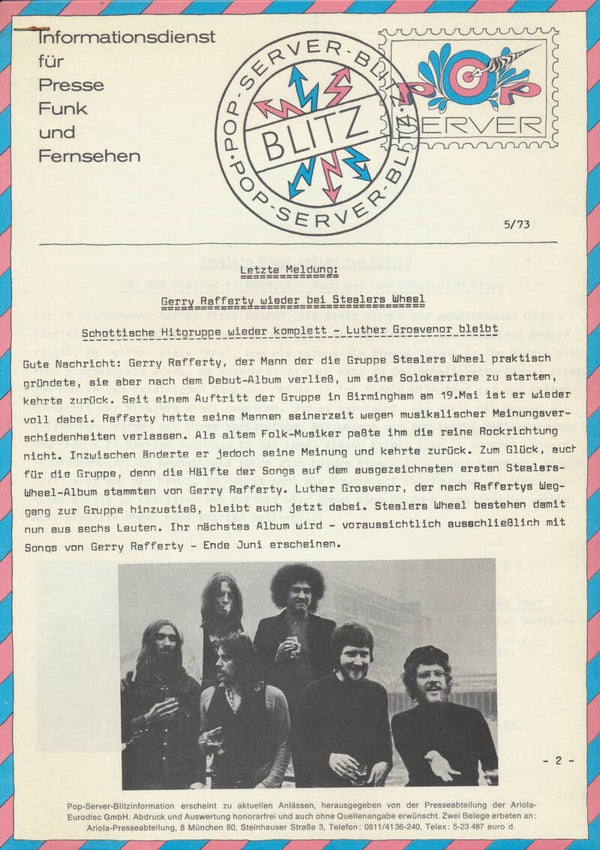 Informationsdienst
für
Presse
Funk
und
Fernsehen
POP-SERVER-BLITZ
BLITZ
POP-SERVER-BLITZ
POP
SERVER
5/73
Letzte Meldung:
Gerry Rafferty wieder bei Stealers Wheel
Schottische Hitgruppe wieder komplett - Luther Grosvenor bleibt
Gute Nachricht: Gerry Rafferty, der Mann der die Gruppe Stealers Wheel praktisch
gründete, sie aber nach dem Debut-Album verließ, um eine Solokarriere zu starten,
kehrte zurück. Seit einem Auftritt der Gruppe in Birmingham am 19.Mai ist er wieder
voll dabei. Rafferty hatte seine Mannen seinerzeit wegen musikalischer Meinungsver-
schiedenheiten verlassen. Als altem Folk-Musiker paßte ihm die reine Rockrichtung
nicht. Inzwischen änderte er jedoch seine Meinung und kehrte zurück. Zum Glück, auch
für die Gruppe, denn die Hälfte der Songs auf dem ausgezeichneten ersten Stealers-
Wheel-Album stammten von Gerry Rafferty. Luther Grosvenor, der nach Raffertys Weg-
gang zur Gruppe hinzustieß, bleibt auch jetzt dabei. Stealers Wheel bestehen damit
nun aus sechs Leuten. Ihr nächstes Album wird - voraussichtlich ausschließlich mit
Songs von Gerry Rafferty - Ende Juni erscheinen.
- 2 -
Pop-Server-Blitzinformation erscheint zu aktuellen Anlässen, herausgegeben von der Presseabteilung der Ariola-
Eurodisc GmbH. Abdruck und Auswertung honorarfrei und auch ohne Quellenangabe erwünscht. Zwei Belege erbeten an:
Ariola-Presseabteilung, 8 München 80, Steinhauser Straße 3, Telefon: 0811/4136-240, Telex: 5-23 487 euro d.